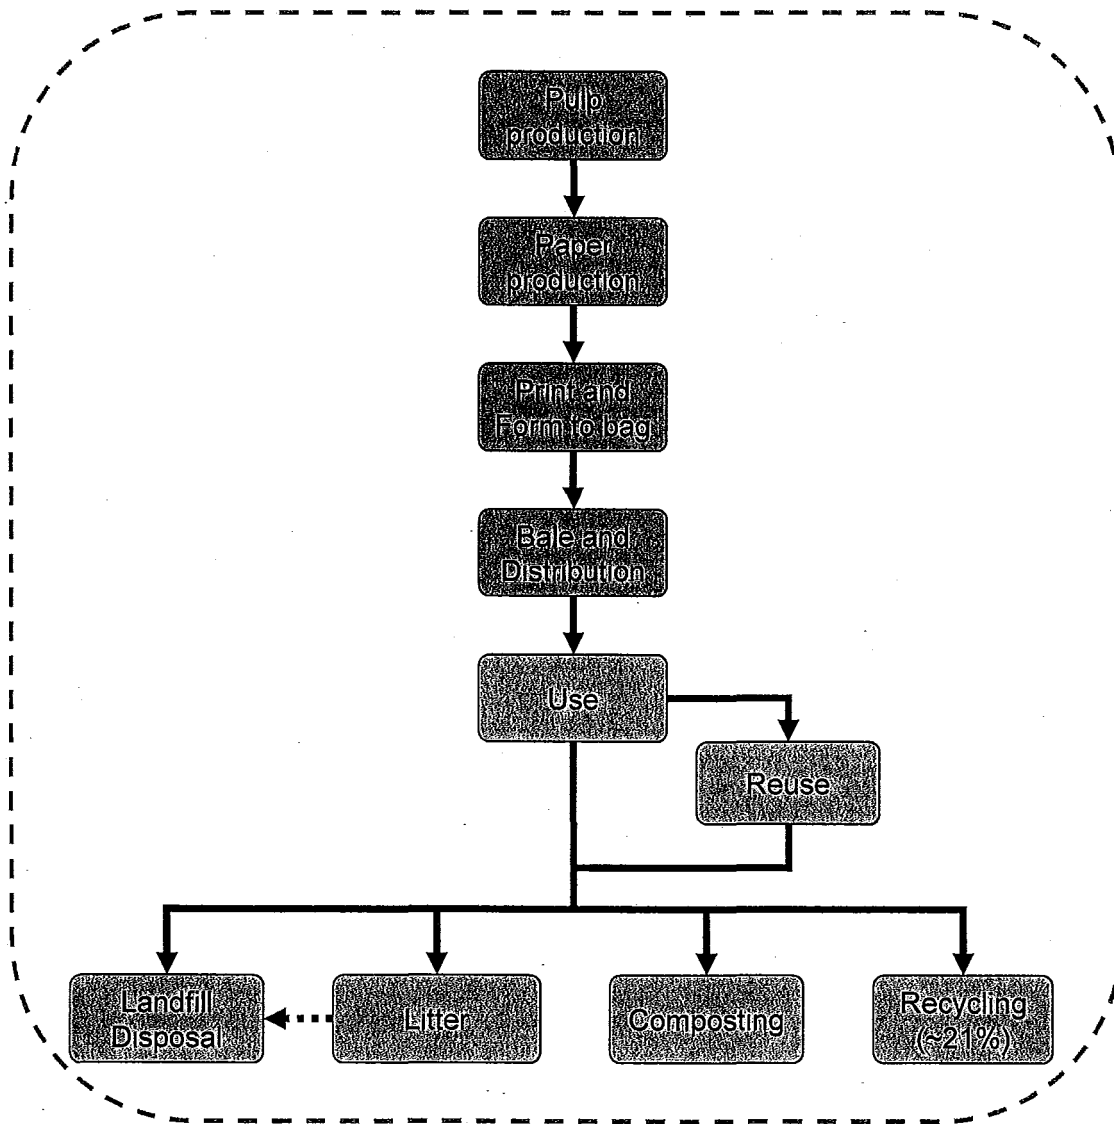 Pulp
production
Paper
production
Print and
Form to bag
Bale and
Distribution
Use
Reuse
Landfill
Disposal
Litter
Composting
Recycling
(~21%)